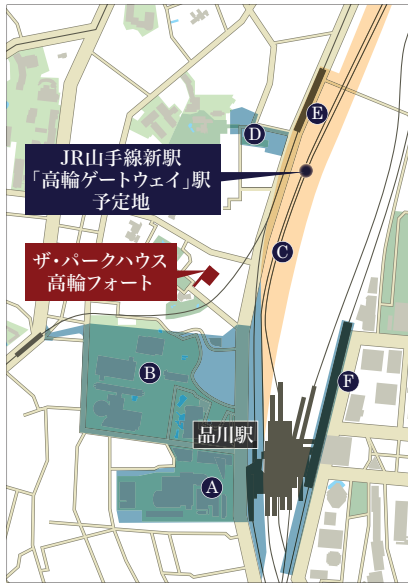 E
D
JR山手線新駅
「高輪ゲートウェイ」駅
予定地
C
ザ・パークハウス
高輪フォート
B
F
品川駅
A